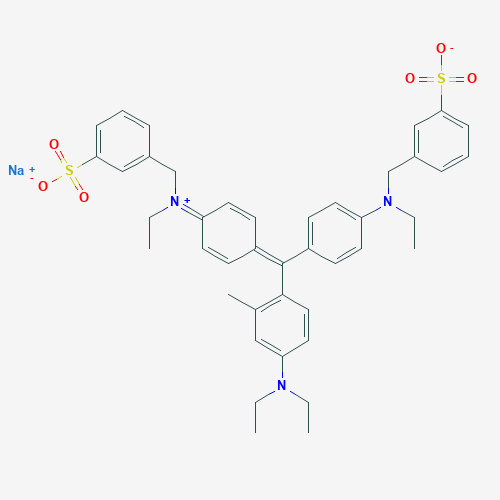 O -
O S O
O
Na + S
- O O
N + N
N